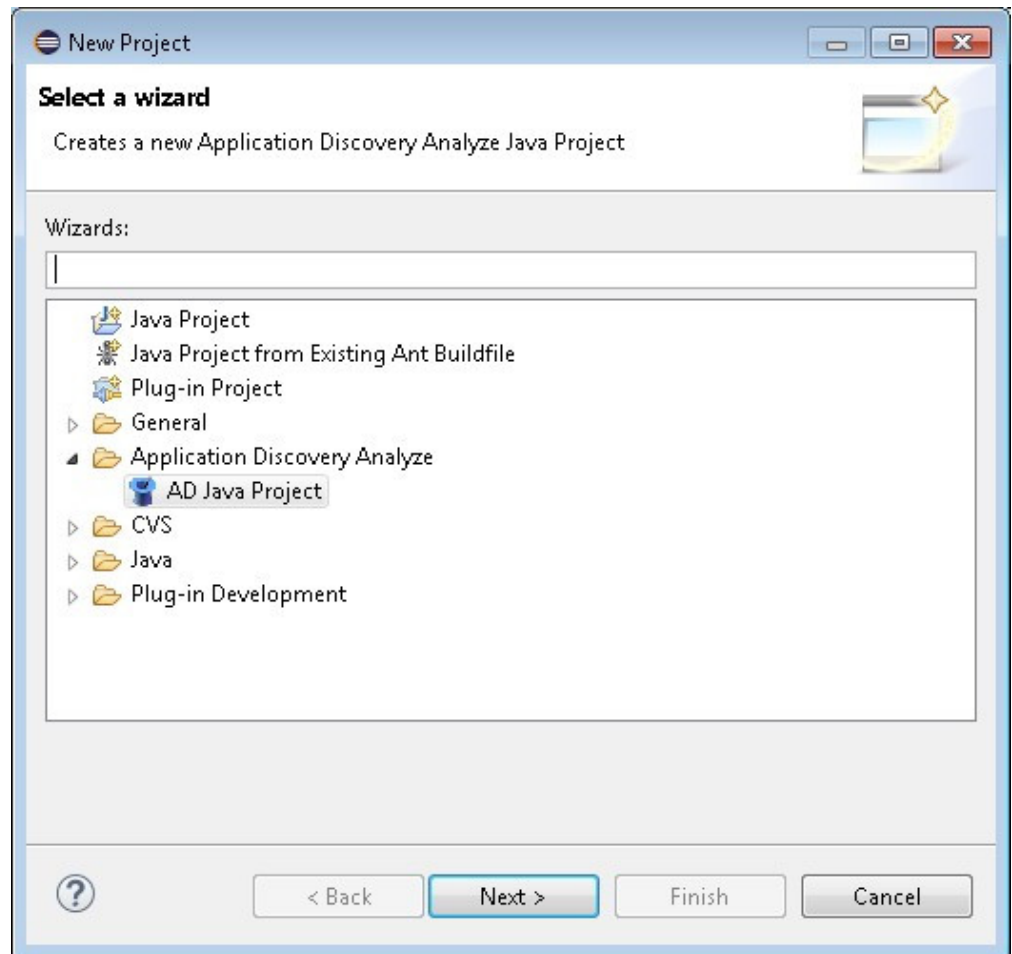 New Project
Select a wizard
Creates a new Application Discovery Analyze Java Project
Wizards:
Java Project
Java Project from Existing Ant Buildfile
Plug-in Project
General
Application Discovery Analyze
AD Java Project
CVS
Java
Plug-in Development
? < Back Next > Finish Cancel